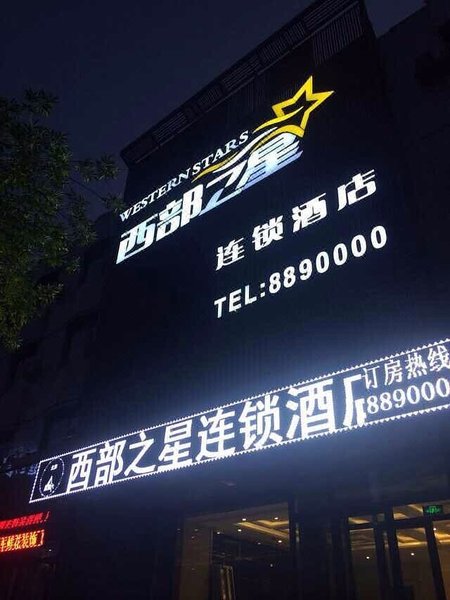 WESTERN STARS
西部之星
连锁酒店
TEL:8890000
西部之星连锁酒
订房热线
889000